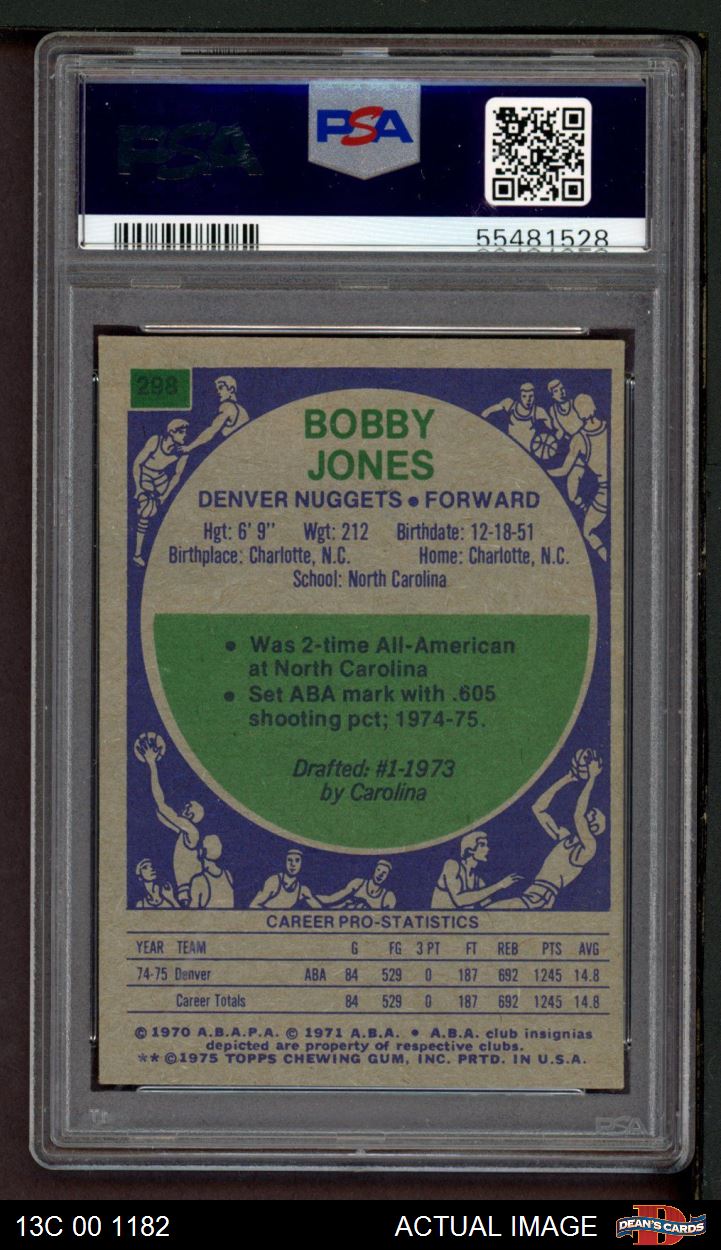 PSA
PSA
55481528
298
BOBBY
JONES
DENVER NUGGETS • FORWARD
Hgt: 6' 9" Wgt: 212 Birthdate: 12-18-51
Birthplace: Charlotte, N.C. Home: Charlotte, N.C.
School: North Carolina
• Was 2-time All-American
at North Carolina
• Set ABA mark with .605
shooting pct; 1974-75.
Drafted: #1-1973
by Carolina
CAREER PRO-STATISTICS
YEAR TEAM G FG 3 PT FT REB PTS AVG
74-75 Denver ABA 84 529 0 187 692 1245 14.8
Career Totals 84 529 0 187 692 1245 14.8
© 1970 A.B.A.P.A. © 1971 A.B.A. • A.B.A. club insignias
depicted are property of respective clubs.
** © 1975 TOPPS CHEWING GUM, INC. PRTD. IN U.S.A.
PSA
13C 00 1182 ACTUAL IMAGE DEAN'S CARDS